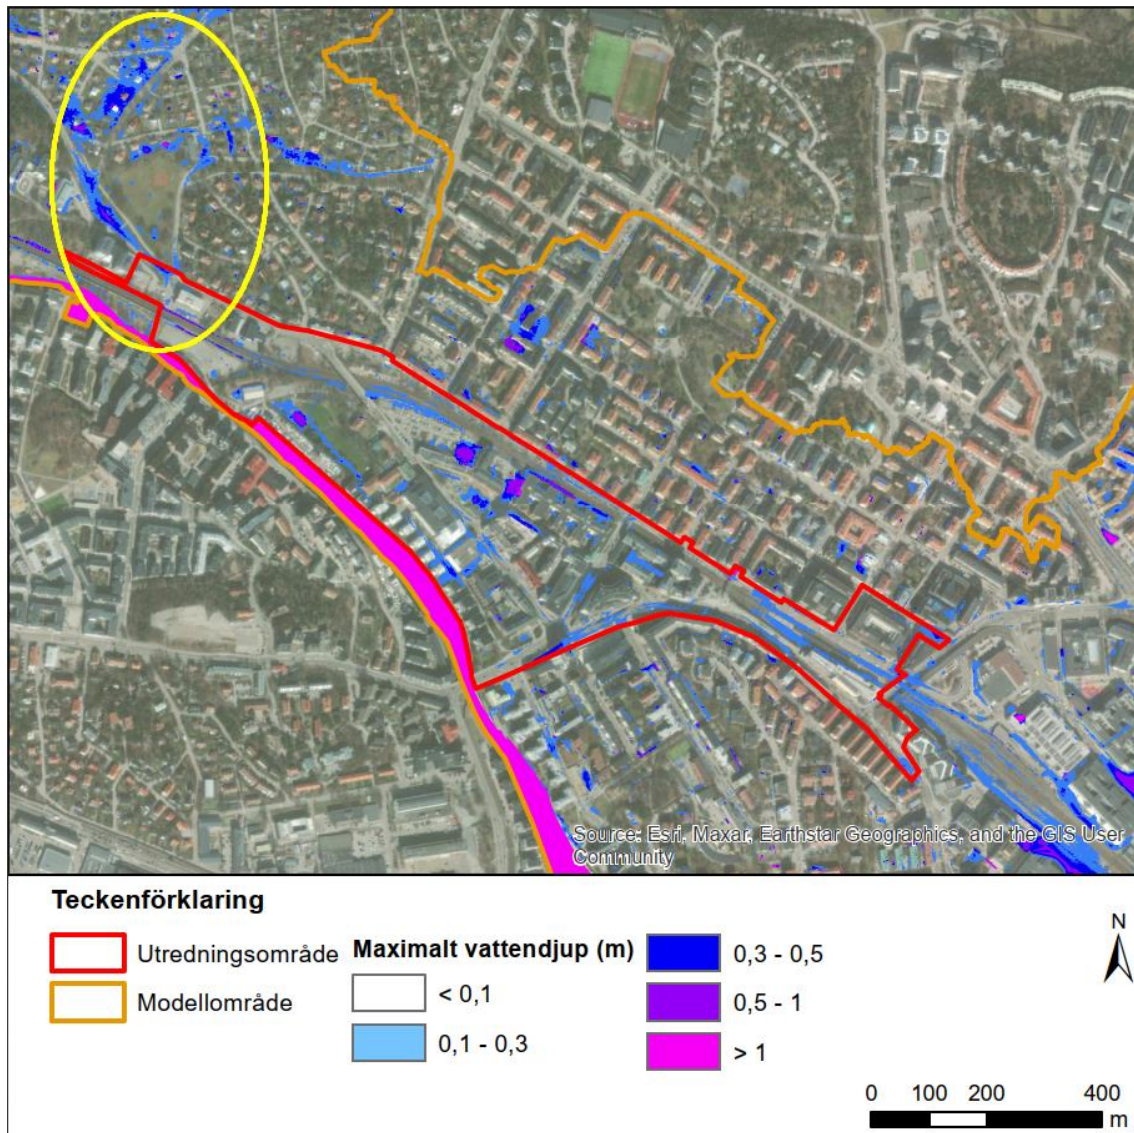 Source: Esri, Maxar, Earthstar Geographics, and the GIS User
Community
Teckenförklaring
Utredningsområde
Modellområde
Maximalt vattendjup (m)
< 0,1
0,1 - 0,3
0,3 - 0,5
0,5 - 1
> 1
N
0 100 200 400
m